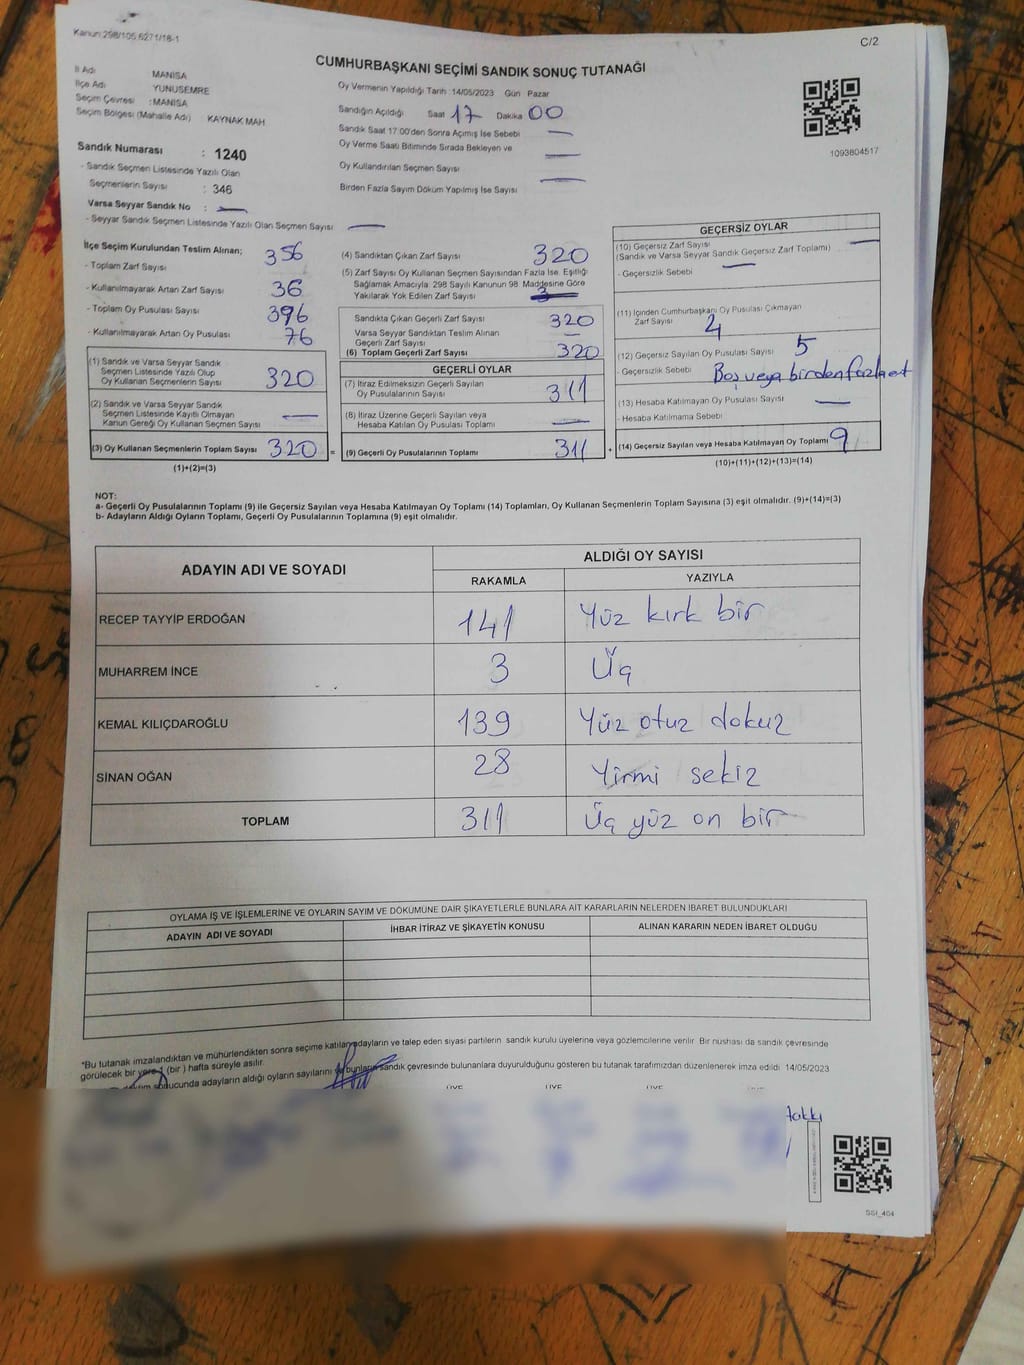 Kanun:298/105.6271/18-1
C/2
CUMHURBAŞKANI SEÇİMİ SANDIK SONUÇ TUTANAĞI
İl Adı MANİSA
İlçe Adı YUNUSEMRE
Seçim Çevresi : MANİSA
Seçim Bölgesi (Mahalle Adı) KAYNAK MAH
Oy Vermenin Yapıldığı Tarih :14/05/2023 Gün Pazar
Sandığın Açıldığı Saat 17 Dakika 00
Sandık Saat 17:00'den Sonra Açımış İse Sebebi —
Oy Verme Saati Bitiminde Sırada Bekleyen ve
Oy Kullandırılan Seçmen Sayısı —
Birden Fazla Sayım Döküm Yapılmış İse Sayısı —
1093804517
Sandık Numarası : 1240
- Sandık Seçmen Listesinde Yazılı Olan
Seçmenlerin Sayısı : 346
Varsa Seyyar Sandık No : —
- Seyyar Sandık Seçmen Listesinde Yazılı Olan Seçmen Sayısı —
İlçe Seçim Kurulundan Teslim Alınan;
- Toplam Zarf Sayısı 356
- Kullanılmayarak Artan Zarf Sayısı 36
- Toplam Oy Pusulası Sayısı 396
- Kullanılmayarak Artan Oy Pusulası 76
(1) Sandık ve Varsa Seyyar Sandık
Seçmen Listesinde Yazılı Olup
Oy Kullanan Seçmenlerin Sayısı 320
(2) Sandık ve Varsa Seyyar Sandık
Seçmen Listesinde Kayıtlı Olmayan
Kanun Gereği Oy Kullanan Seçmen Sayısı —
(3) Oy Kullanan Seçmenlerin Toplam Sayısı 320 =
(1)+(2)=(3)
(4) Sandıktan Çıkan Zarf Sayısı 320
(5) Zarf Sayısı Oy Kullanan Seçmen Sayısından Fazla İse, Eşitliği
Sağlamak Amacıyla; 298 Sayılı Kanunun 98. Maddesine Göre
Yakılarak Yok Edilen Zarf Sayısı
Sandıkta Çıkan Geçerli Zarf Sayısı 320
Varsa Seyyar Sandıktan Teslim Alınan
Geçerli Zarf Sayısı —
(6) Toplam Geçerli Zarf Sayısı 320
GEÇERLİ OYLAR
(7) İtiraz Edilmeksizin Geçerli Sayılan
Oy Pusulası Sayısı 311
(8) İtiraz Üzerine Geçerli Sayılan veya
Hesaba Katılan Oy Pusulası Toplamı —
(9) Geçerli Oy Pusulalarının Toplamı 311 +
GEÇERSİZ OYLAR
(10) Geçersiz Zarf Sayısı —
(Sandık ve Varsa Seyyar Sandık Geçersiz Zarf Toplamı)
- Geçersizlik Sebebi —
(11) İçinden Cumhurbaşkanı Oy Pusulası Çıkmayan
Zarf Sayısı 4
(12) Geçersiz Sayılan Oy Pusulası Sayısı 5
- Geçersizlik Sebebi Boş veya birden fazla et
(13) Hesaba Katılmayan Oy Pusulası Sayısı —
- Hesaba Katılmama Sebebi
(14) Geçersiz Sayılan veya Hesaba Katılmayan Oy Toplamı 9
(10)+(11)+(12)+(13)=(14)
NOT:
a- Geçerli Oy Pusulalarının Toplamı (9) ile Geçersiz Sayılan veya Hesaba Katılmayan Oy Toplamı (14) Toplamları, Oy Kullanan Seçmenlerin Toplam Sayısına (3) eşit olmalıdır. (9)+(14)=(3)
b- Adayların Aldığı Oyların Toplamı, Geçerli Oy Pusulalarının Toplamına (9) eşit olmalıdır.
ADAYIN ADI VE SOYADI ALDIĞI OY SAYISI
RAKAMLA YAZIYLA
RECEP TAYYİP ERDOĞAN 141 Yüz kırk bir
MUHARREM İNCE 3 Üç
KEMAL KILIÇDAROĞLU 139 Yüz otuz dokuz
SİNAN OĞAN 28 Yirmi sekiz
TOPLAM 311 Üç yüz on bir
OYLAMA İŞ VE İŞLEMLERİNE VE OYLARIN SAYIM VE DÖKÜMÜNE DAİR ŞİKAYETLERLE BUNLARA AİT KARARLARIN NELERDEN İBARET BULUNDUKLARI
ADAYIN ADI VE SOYADI İHBAR İTİRAZ VE ŞİKAYETİN KONUSU ALINAN KARARIN NEDEN İBARET OLDUĞU
*Bu tutanak imzalandıktan ve mühürlendikten sonra seçime katılan adayların ve talep eden siyasi partilerin sandık kurulu üyelerine veya gözlemcilerine verilir. Bir nüshası da sandık çevresinde
görülecek bir yere 1 (bir) hafta süreyle asılır.
sonucunda adayların aldığı oyların sayılarını ve bunların sandık çevresinde bulunanlara duyurulduğunu gösteren bu tutanak tarafımızdan düzenlenerek imza edildi. 14/05/2023
ÜYE ÜYE ÜYE ÜYE
SSI_404